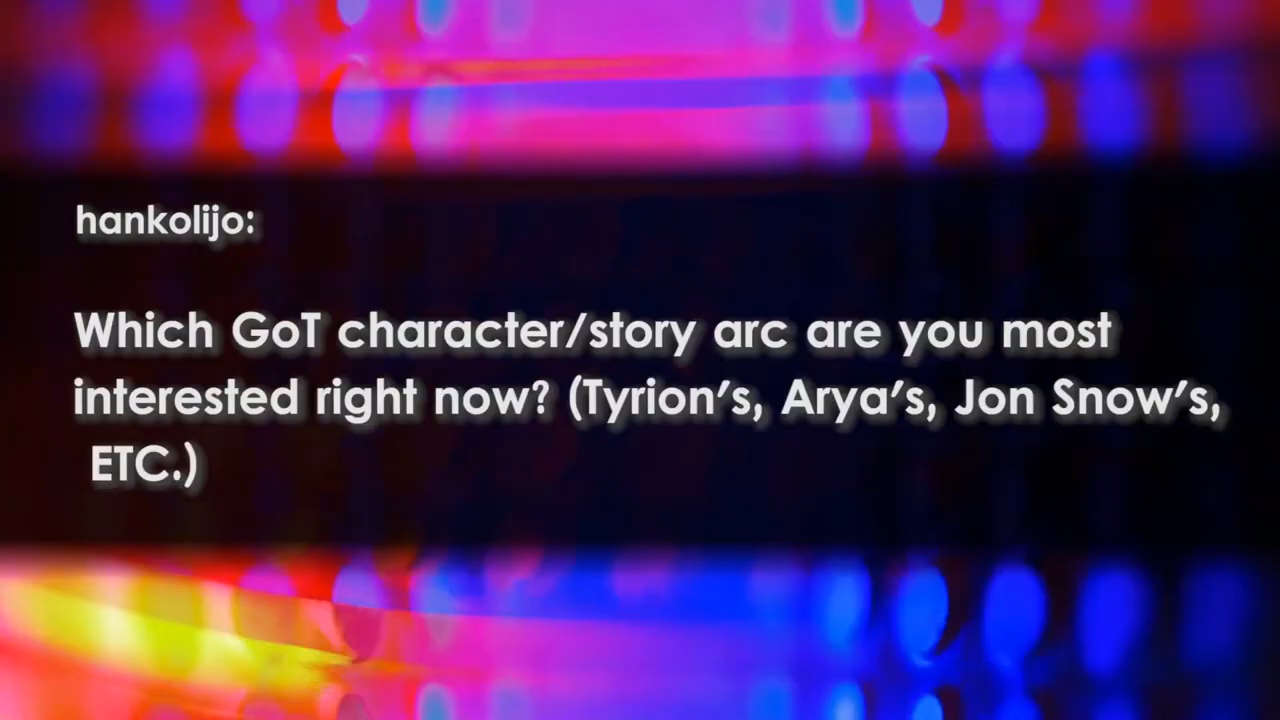 hankolijo:
Which GoT character/story arc are you most
interested right now? (Tyrion's, Arya's, Jon Snow's,
ETC.)